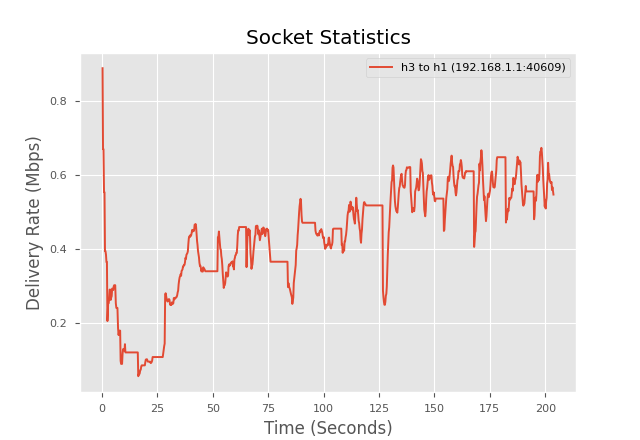 Socket Statistics
h3 to h1 (192.168.1.1:40609)
Delivery Rate (Mbps)
0.8
0.6
0.4
0.2
0 25 50 75 100 125 150 175 200
Time (Seconds)